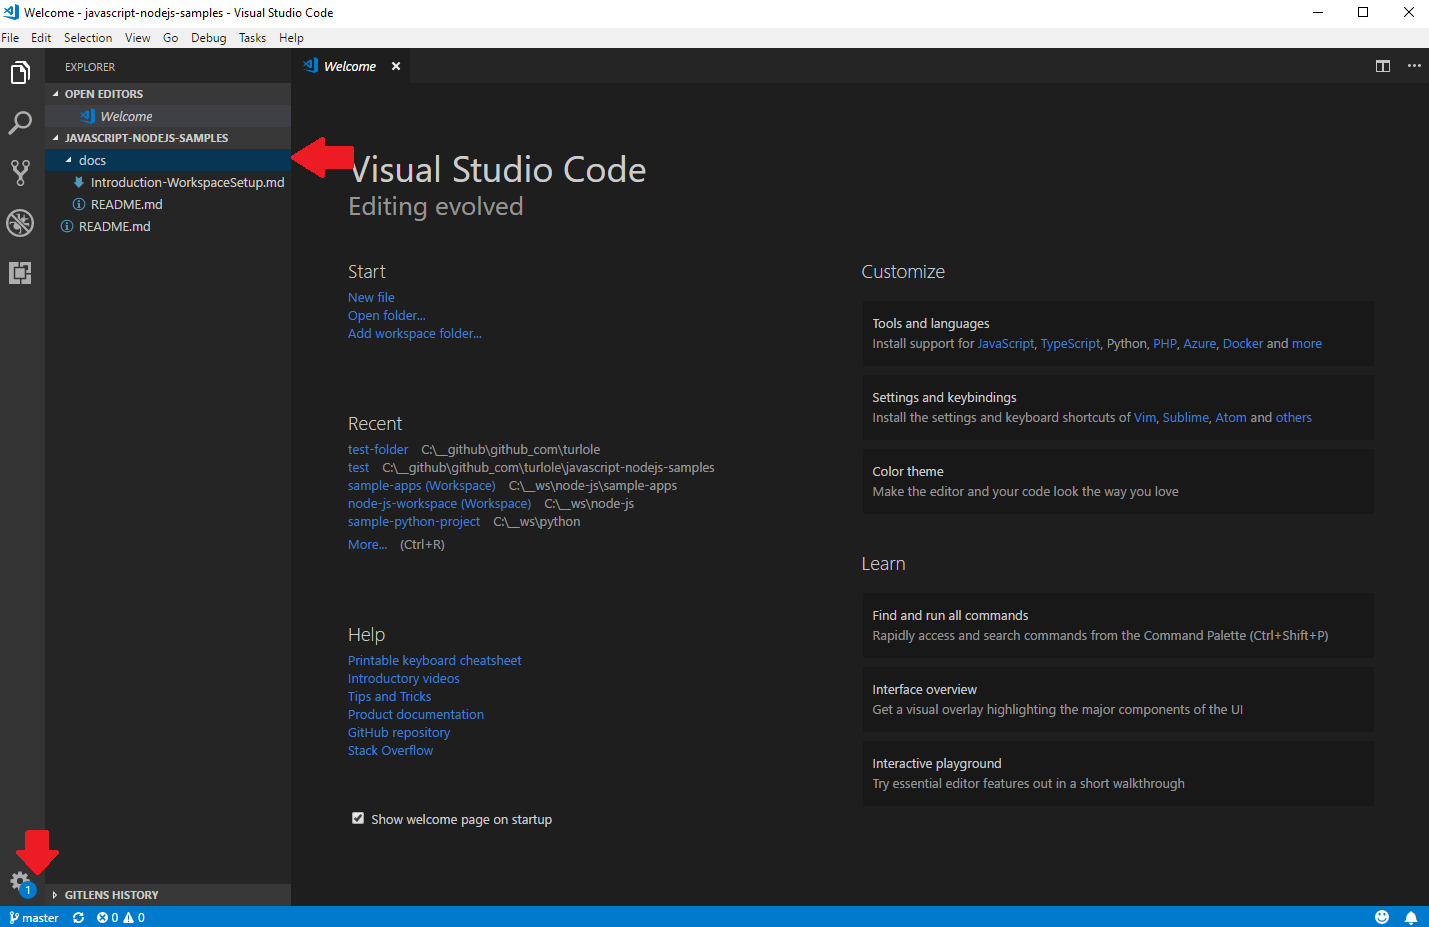 Welcome - javascript-nodejs-samples - Visual Studio Code
File Edit Selection View Go Debug Tasks Help
EXPLORER
OPEN EDITORS
Welcome
JAVASCRIPT-NODEJS-SAMPLES
docs
Introduction-WorkspaceSetup.md
README.md
README.md
GITLENS HISTORY
1
Welcome
Visual Studio Code
Editing evolved
Start
New file
Open folder...
Add workspace folder...
Recent
test-folder C:\__github\github_com\turlole
test C:\__github\github_com\turlole\javascript-nodejs-samples
sample-apps (Workspace) C:\__ws\node-js\sample-apps
node-js-workspace (Workspace) C:\__ws\node-js
sample-python-project C:\__ws\python
More... (Ctrl+R)
Help
Printable keyboard cheatsheet
Introductory videos
Tips and Tricks
Product documentation
GitHub repository
Stack Overflow
Show welcome page on startup
Customize
Tools and languages
Install support for JavaScript, TypeScript, Python, PHP, Azure, Docker and more
Settings and keybindings
Install the settings and keyboard shortcuts of Vim, Sublime, Atom and others
Color theme
Make the editor and your code look the way you love
Learn
Find and run all commands
Rapidly access and search commands from the Command Palette (Ctrl+Shift+P)
Interface overview
Get a visual overlay highlighting the major components of the UI
Interactive playground
Try essential editor features out in a short walkthrough
master 0 0